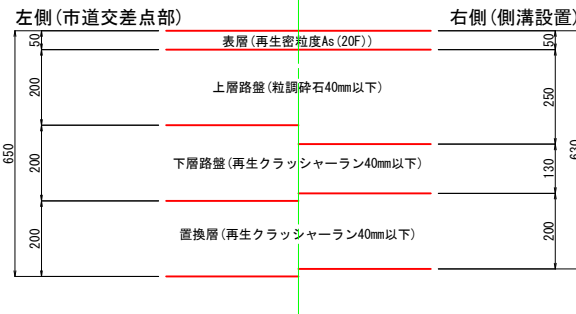 左側(市道交差点部)
右側(側溝設置)
50
表層(再生密粒度As(20F))
50
200
上層路盤(粒調砕石40mm以下)
250
650
200
下層路盤(再生クラッシャーラン40mm以下)
130
630
200
置換層(再生クラッシャーラン40mm以下)
200